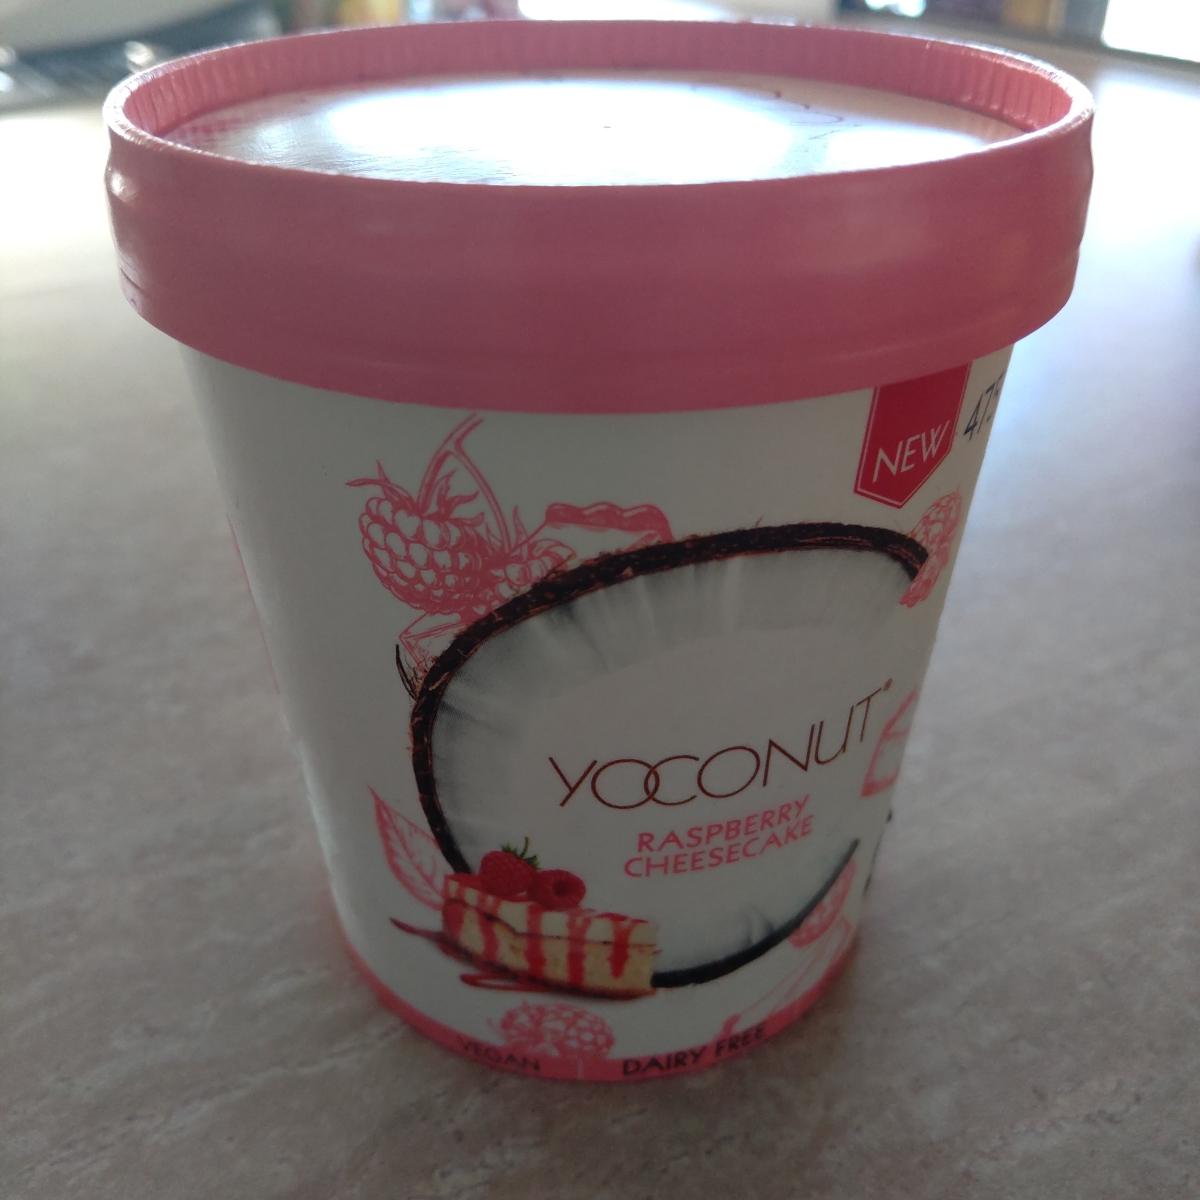 NEW
YOCONUT®
RASPBERRY
CHEESECAKE
VEGAN
DAIRY FREE